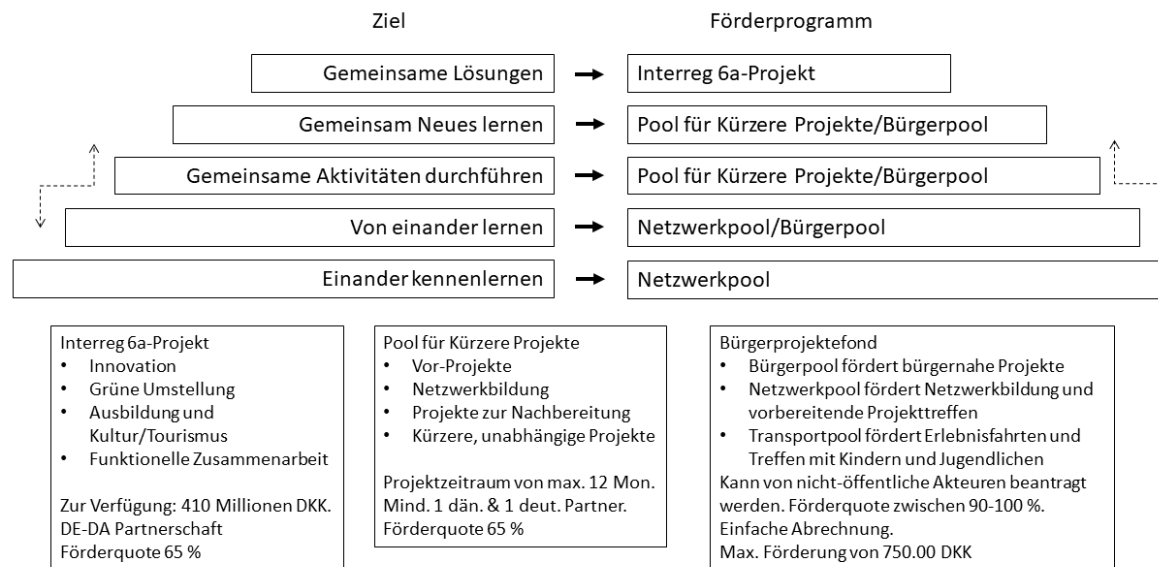 Ziel
Förderprogramm
Gemeinsame Lösungen
Interreg 6a-Projekt
Gemeinsam Neues lernen
Pool für Kürzere Projekte/Bürgerpool
Gemeinsame Aktivitäten durchführen
Pool für Kürzere Projekte/Bürgerpool
Von einander lernen
Netzwerkpool/Bürgerpool
Einander kennenlernen
Netzwerkpool
Interreg 6a-Projekt
• Innovation
• Grüne Umstellung
• Ausbildung und
Kultur/Tourismus
• Funktionelle Zusammenarbeit
Zur Verfügung: 410 Millionen DKK.
DE-DA Partnerschaft
Förderquote 65 %
Pool für Kürzere Projekte
• Vor-Projekte
• Netzwerkbildung
• Projekte zur Nachbereitung
• Kürzere, unabhängige Projekte
Projektzeitraum von max. 12 Mon.
Mind. 1 dän. & 1 deut. Partner.
Förderquote 65 %
Bürgerprojektefond
• Bürgerpool fördert bürgernahe Projekte
• Netzwerkpool fördert Netzwerkbildung und
vorbereitende Projekttreffen
• Transportpool fördert Erlebnisfahrten und
Treffen mit Kindern und Jugendlichen
Kann von nicht-öffentliche Akteuren beantragt
werden. Förderquote zwischen 90-100 %.
Einfache Abrechnung.
Max. Förderung von 750.00 DKK